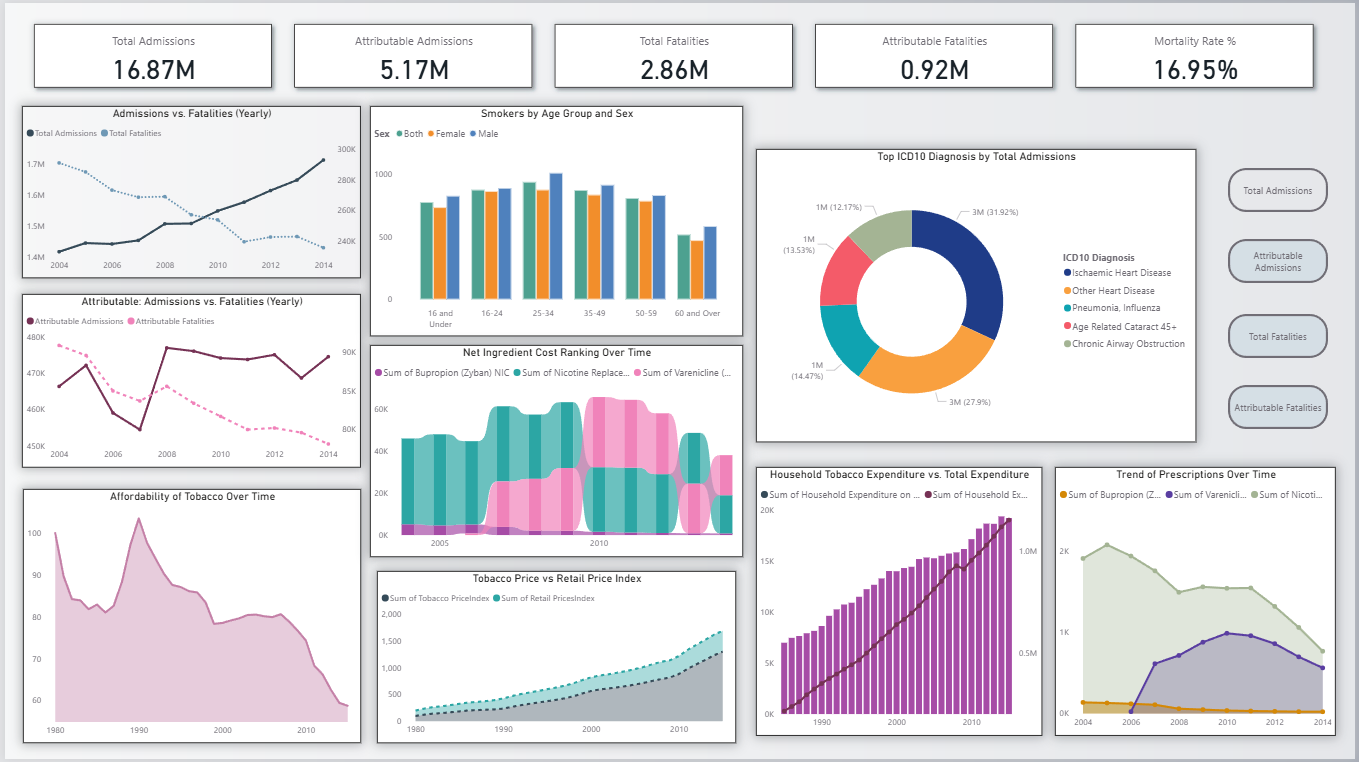 Total Admissions
16.87M
Attributable Admissions
5.17M
Total Fatalities
2.86M
Attributable Fatalities
0.92M
Mortality Rate %
16.95%
Admissions vs. Fatalities (Yearly)
Total Admissions Total Fatalities
300K
1.7M
280K
1.6M
260K
1.5M
240K
1.4M
2004 2006 2008 2010 2012 2014
Attributable: Admissions vs. Fatalities (Yearly)
Attributable Admissions Attributable Fatalities
480K
90K
470K
85K
460K
80K
450K
2004 2006 2008 2010 2012 2014
Affordability of Tobacco Over Time
100
90
80
70
60
1980 1990 2000 2010
Smokers by Age Group and Sex
Sex Both Female Male
1000
500
0
16 and
Under
16-24 25-34 35-49 50-59 60 and Over
Net Ingredient Cost Ranking Over Time
Sum of Bupropion (Zyban) NIC Sum of Nicotine Replace... Sum of Varenicline (...
60K
40K
20K
0K
2005 2010
Tobacco Price vs Retail Price Index
Sum of Tobacco PriceIndex Sum of Retail PricesIndex
2,000
1,500
1,000
500
0
1980 1990 2000 2010
Top ICD10 Diagnosis by Total Admissions
1M (12.17%)
3M (31.92%)
1M
(13.53%)
1M
(14.47%)
3M (27.9%)
ICD10 Diagnosis
Ischaemic Heart Disease
Other Heart Disease
Pneumonia, Influenza
Age Related Cataract 45+
Chronic Airway Obstruction
Total Admissions
Attributable
Admissions
Total Fatalities
Attributable Fatalities
Household Tobacco Expenditure vs. Total Expenditure
Sum of Household Expenditure on ... Sum of Household Ex...
20K
15K
1.0M
10K
0.5M
5K
0K
1990 2000 2010
Trend of Prescriptions Over Time
Sum of Bupropion (Z... Sum of Varenicli... Sum of Nicoti...
2K
1K
0K
2004 2006 2008 2010 2012 2014